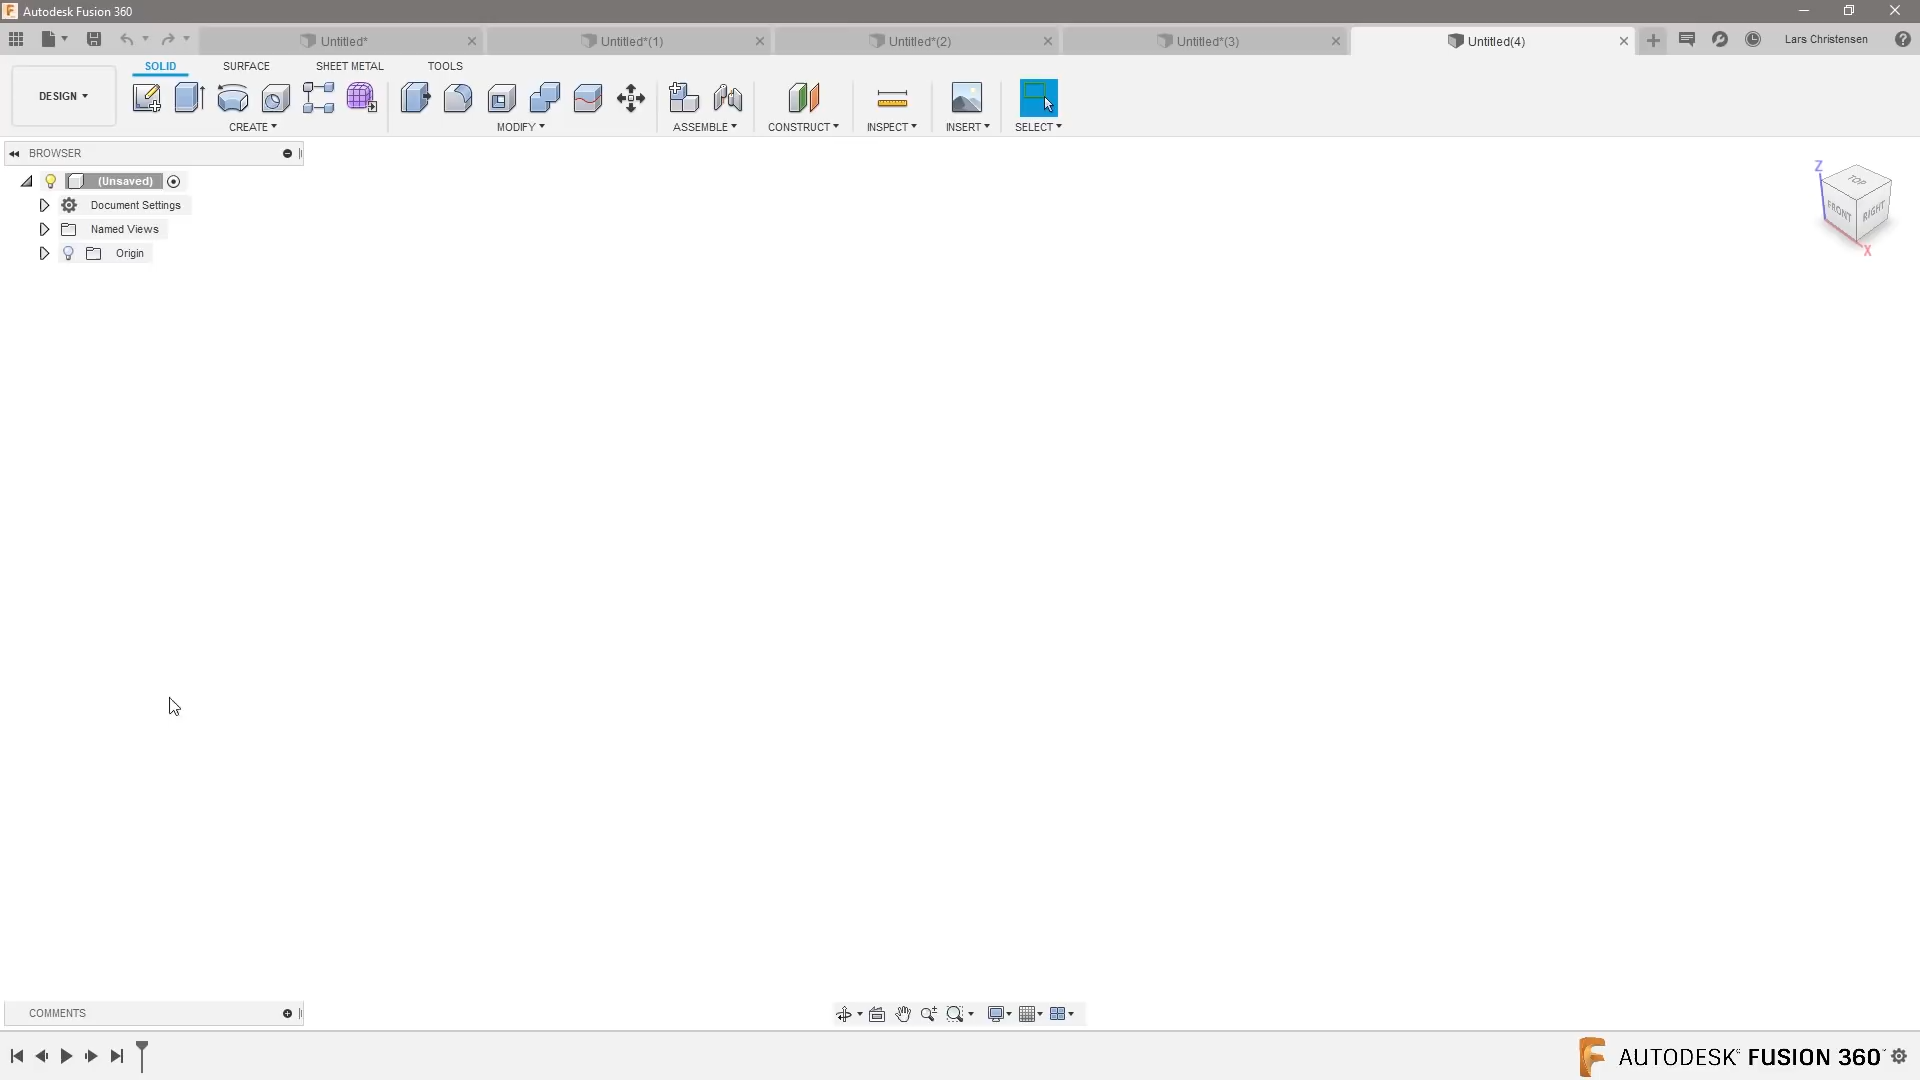 Autodesk Fusion 360
Untitled*
Untitled*(1)
Untitled*(2)
Untitled*(3)
Untitled(4)
Lars Christensen
DESIGN
SOLID
SURFACE
SHEET METAL
TOOLS
CREATE
MODIFY
ASSEMBLE
CONSTRUCT
INSPECT
INSERT
SELECT
BROWSER
(Unsaved)
Document Settings
Named Views
Origin
Z
TOP
FRONT
RIGHT
X
COMMENTS
AUTODESK FUSION 360